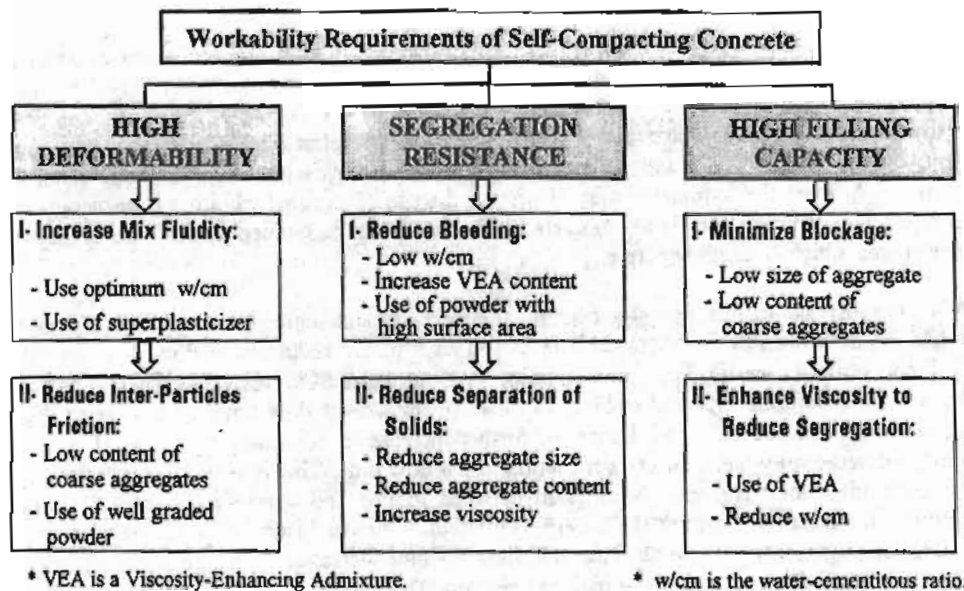 Workability Requirements of Self-Compacting Concrete
HIGH
DEFORMABILITY
I- Increase Mix Fluidity:
- Use optimum w/cm
- Use of superplasticizer
II- Reduce Inter-Particles
Friction:
- Low content of
coarse aggregates
- Use of well graded
powder
SEGREGATION
RESISTANCE
I- Reduce Bleeding:
- Low w/cm
- Increase VEA content
- Use of powder with
high surface area
II- Reduce Separation of
Solids:
- Reduce aggregate size
- Reduce aggregate content
- Increase viscosity
HIGH FILLING
CAPACITY
I- Minimize Blockage:
- Low size of aggregate
- Low content of
coarse aggregates
II- Enhance Viscosity to
Reduce Segregation:
- Use of VEA
- Reduce w/cm
* VEA is a Viscosity-Enhancing Admixture.
* w/cm is the water-cementitous ratio.